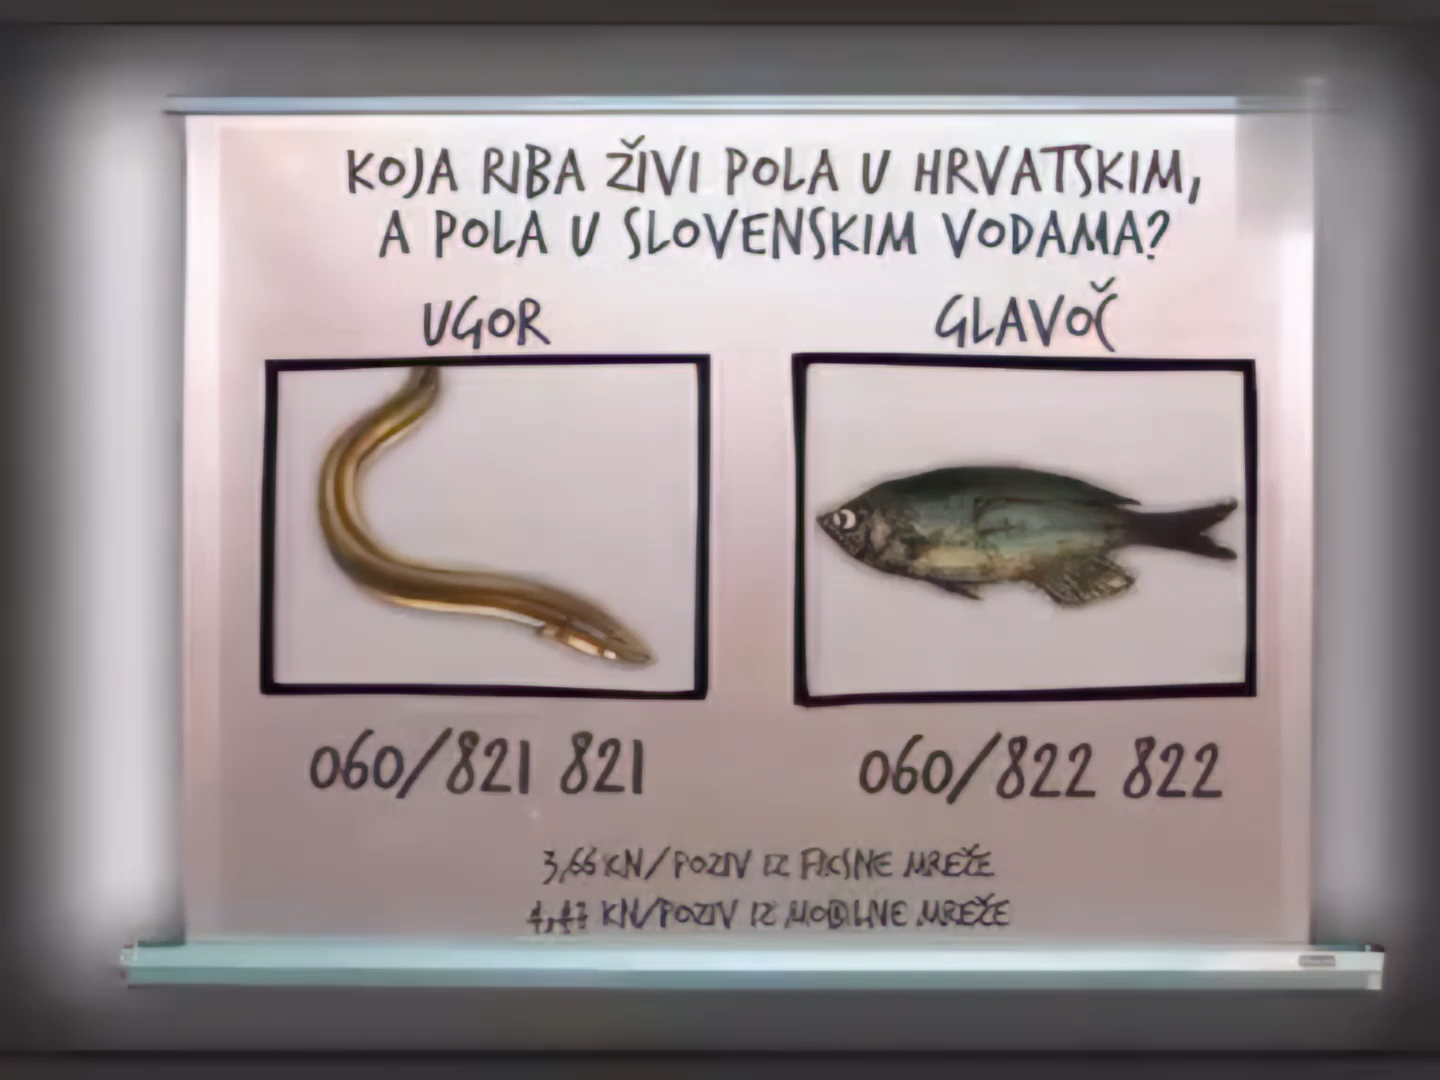 KOJA RIBA ŽIVI POLA U HRVATSKIM,
A POLA U SLOVENSKIM VODAMA?
UGOR
GLAVOČ
060/821 821
060/822 822
3,66 KN/POZIV IZ FIKSNE MREŽE
KN/POZIV IZ MOBILNE MREŽE